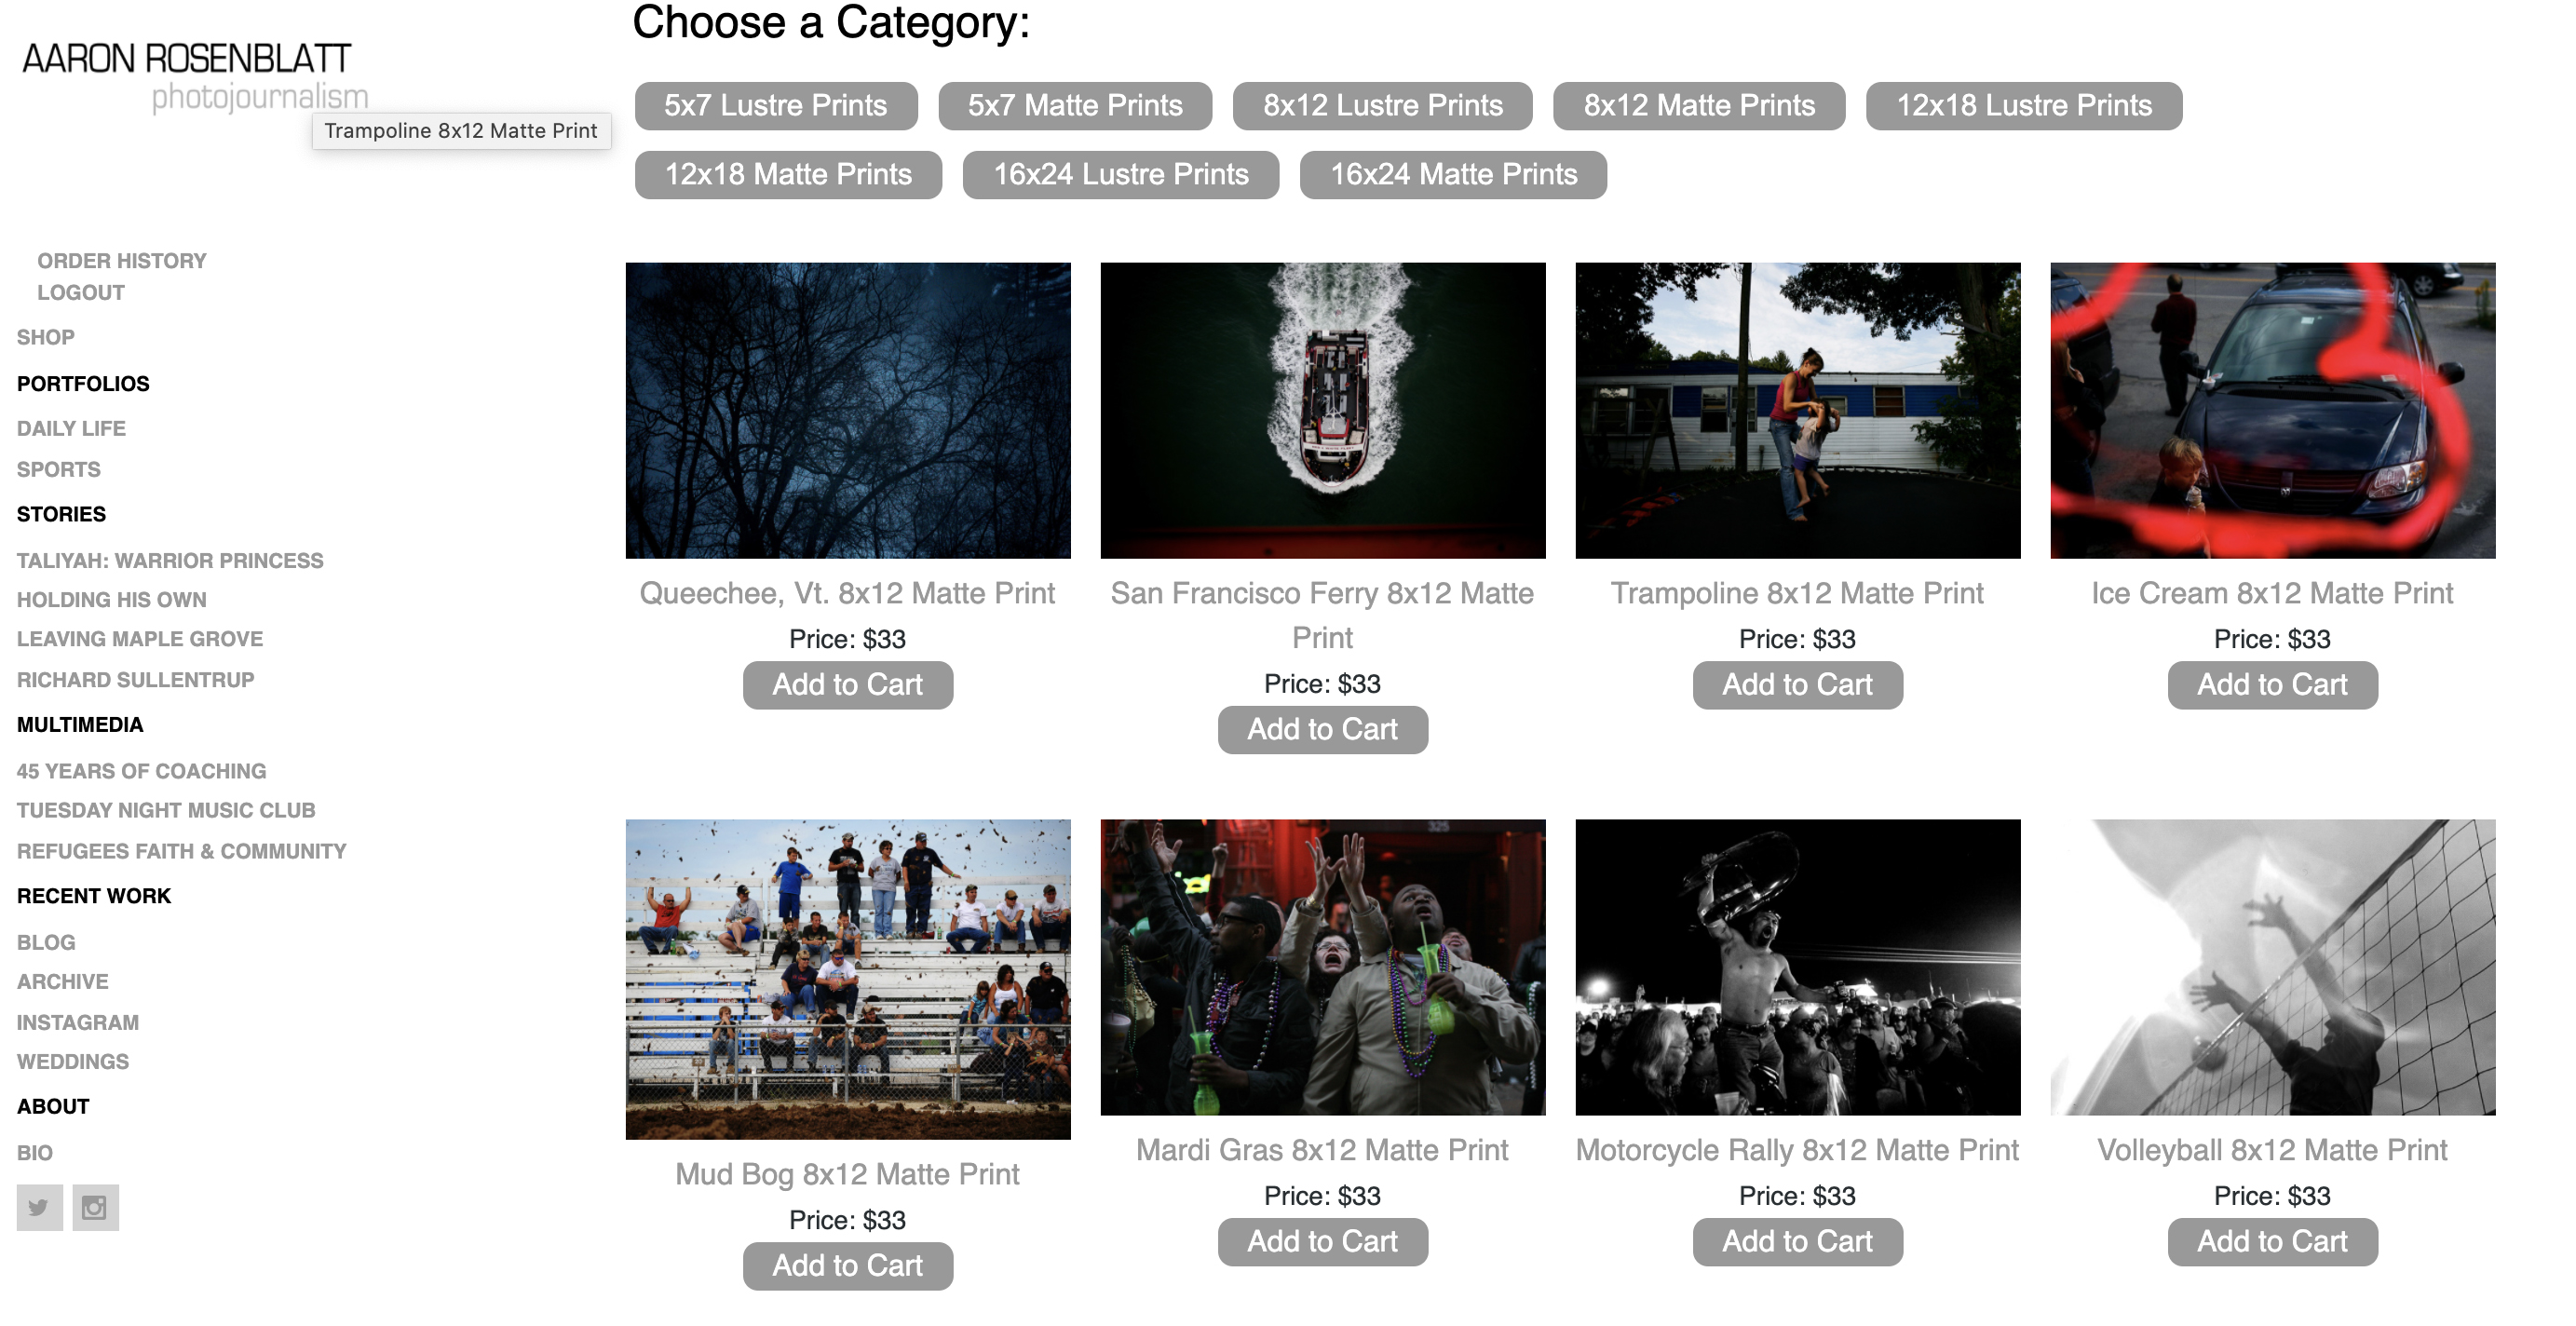 AARON ROSENBLATT
photojournalism
Trampoline 8x12 Matte Print
ORDER HISTORY
LOGOUT
SHOP
PORTFOLIOS
DAILY LIFE
SPORTS
STORIES
TALIYAH: WARRIOR PRINCESS
HOLDING HIS OWN
LEAVING MAPLE GROVE
RICHARD SULLENTRUP
MULTIMEDIA
45 YEARS OF COACHING
TUESDAY NIGHT MUSIC CLUB
REFUGEES FAITH & COMMUNITY
RECENT WORK
BLOG
ARCHIVE
INSTAGRAM
WEDDINGS
ABOUT
BIO
Choose a Category:
5x7 Lustre Prints
5x7 Matte Prints
8x12 Lustre Prints
8x12 Matte Prints
12x18 Lustre Prints
12x18 Matte Prints
16x24 Lustre Prints
16x24 Matte Prints
Queechee, Vt. 8x12 Matte Print
Price: $33
Add to Cart
San Francisco Ferry 8x12 Matte
Print
Price: $33
Add to Cart
Trampoline 8x12 Matte Print
Price: $33
Add to Cart
Ice Cream 8x12 Matte Print
Price: $33
Add to Cart
Mud Bog 8x12 Matte Print
Price: $33
Add to Cart
325
Mardi Gras 8x12 Matte Print
Price: $33
Add to Cart
Motorcycle Rally 8x12 Matte Print
Price: $33
Add to Cart
Volleyball 8x12 Matte Print
Price: $33
Add to Cart